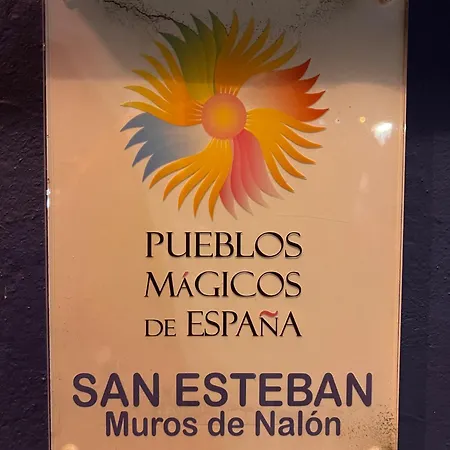 PUEBLOS
MÁGICOS
DE ESPAÑA
SAN ESTEBAN
Muros de Nalón